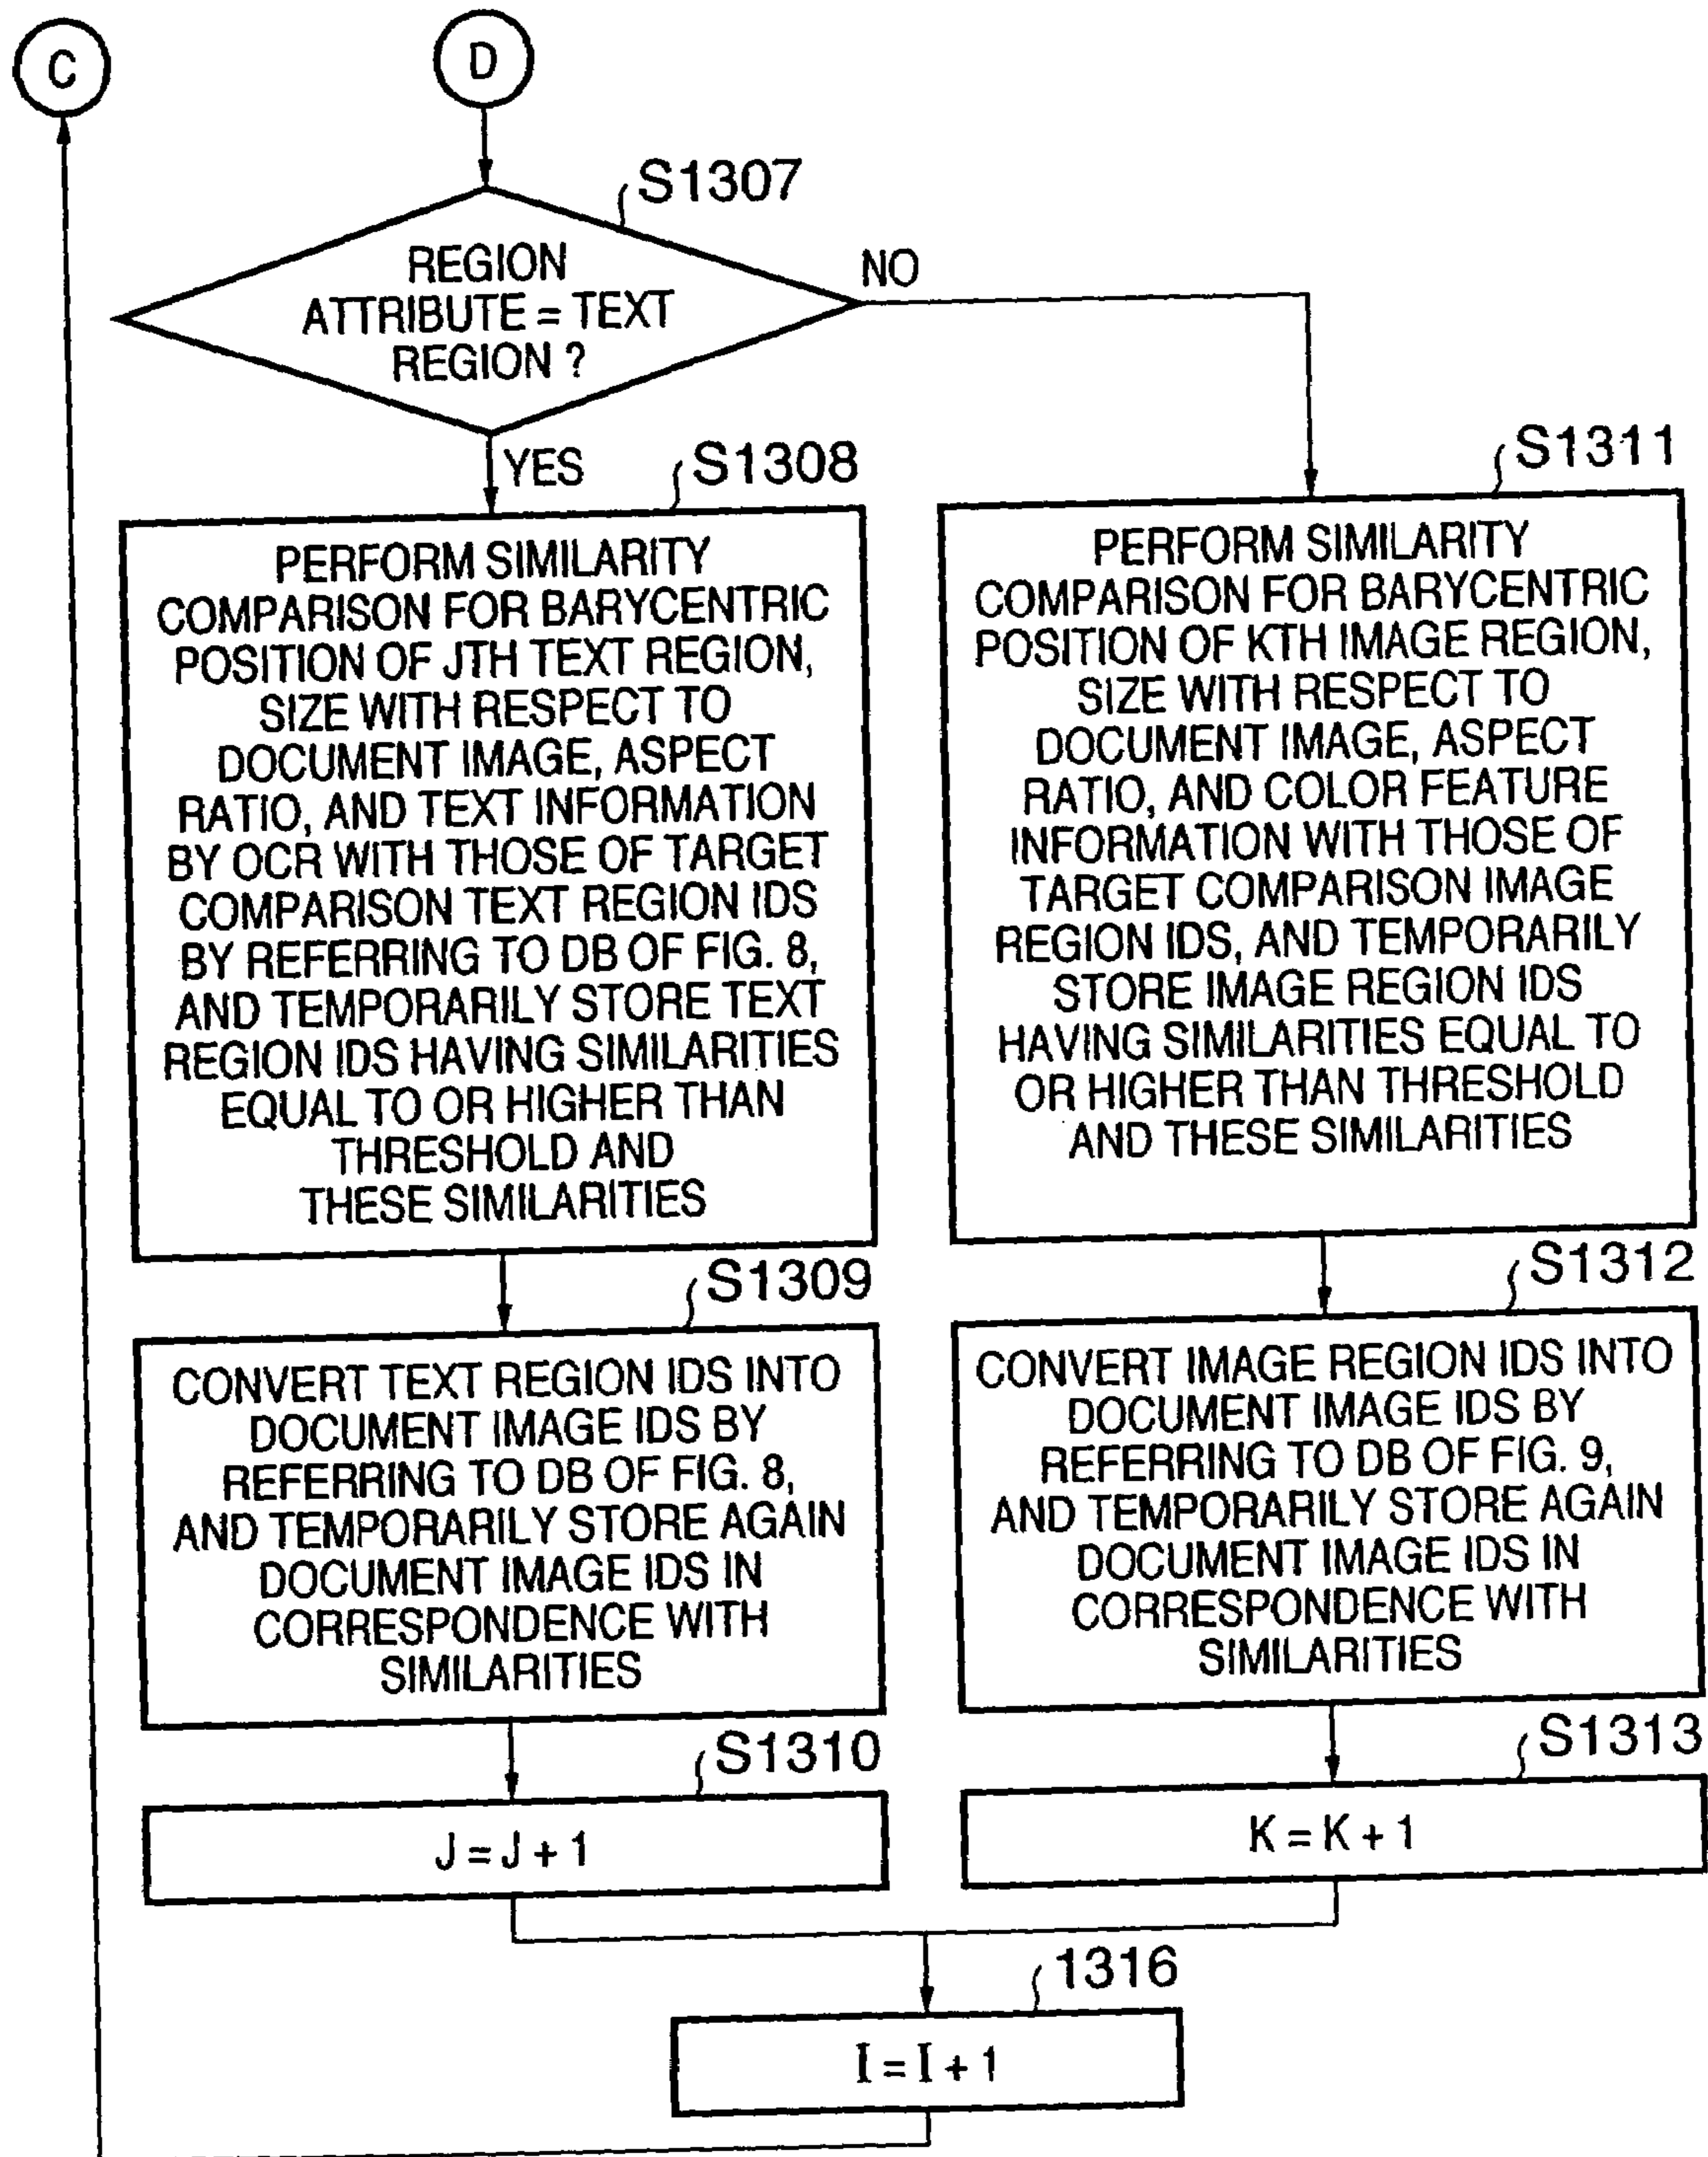 C
D
S1307
REGION
ATTRIBUTE = TEXT
REGION ?
NO
YES
S1308
PERFORM SIMILARITY
COMPARISON FOR BARYCENTRIC
POSITION OF JTH TEXT REGION,
SIZE WITH RESPECT TO
DOCUMENT IMAGE, ASPECT
RATIO, AND TEXT INFORMATION
BY OCR WITH THOSE OF TARGET
COMPARISON TEXT REGION IDS
BY REFERRING TO DB OF FIG. 8,
AND TEMPORARILY STORE TEXT
REGION IDS HAVING SIMILARITIES
EQUAL TO OR HIGHER THAN
THRESHOLD AND
THESE SIMILARITIES
S1311
PERFORM SIMILARITY
COMPARISON FOR BARYCENTRIC
POSITION OF KTH IMAGE REGION,
SIZE WITH RESPECT TO
DOCUMENT IMAGE, ASPECT
RATIO, AND COLOR FEATURE
INFORMATION WITH THOSE OF
TARGET COMPARISON IMAGE
REGION IDS, AND TEMPORARILY
STORE IMAGE REGION IDS
HAVING SIMILARITIES EQUAL TO
OR HIGHER THAN THRESHOLD
AND THESE SIMILARITIES
S1309
CONVERT TEXT REGION IDS INTO
DOCUMENT IMAGE IDS BY
REFERRING TO DB OF FIG. 8,
AND TEMPORARILY STORE AGAIN
DOCUMENT IMAGE IDS IN
CORRESPONDENCE WITH
SIMILARITIES
S1312
CONVERT IMAGE REGION IDS INTO
DOCUMENT IMAGE IDS BY
REFERRING TO DB OF FIG. 9,
AND TEMPORARILY STORE AGAIN
DOCUMENT IMAGE IDS IN
CORRESPONDENCE WITH
SIMILARITIES
S1310
J = J + 1
S1313
K = K + 1
1316
I = I + 1